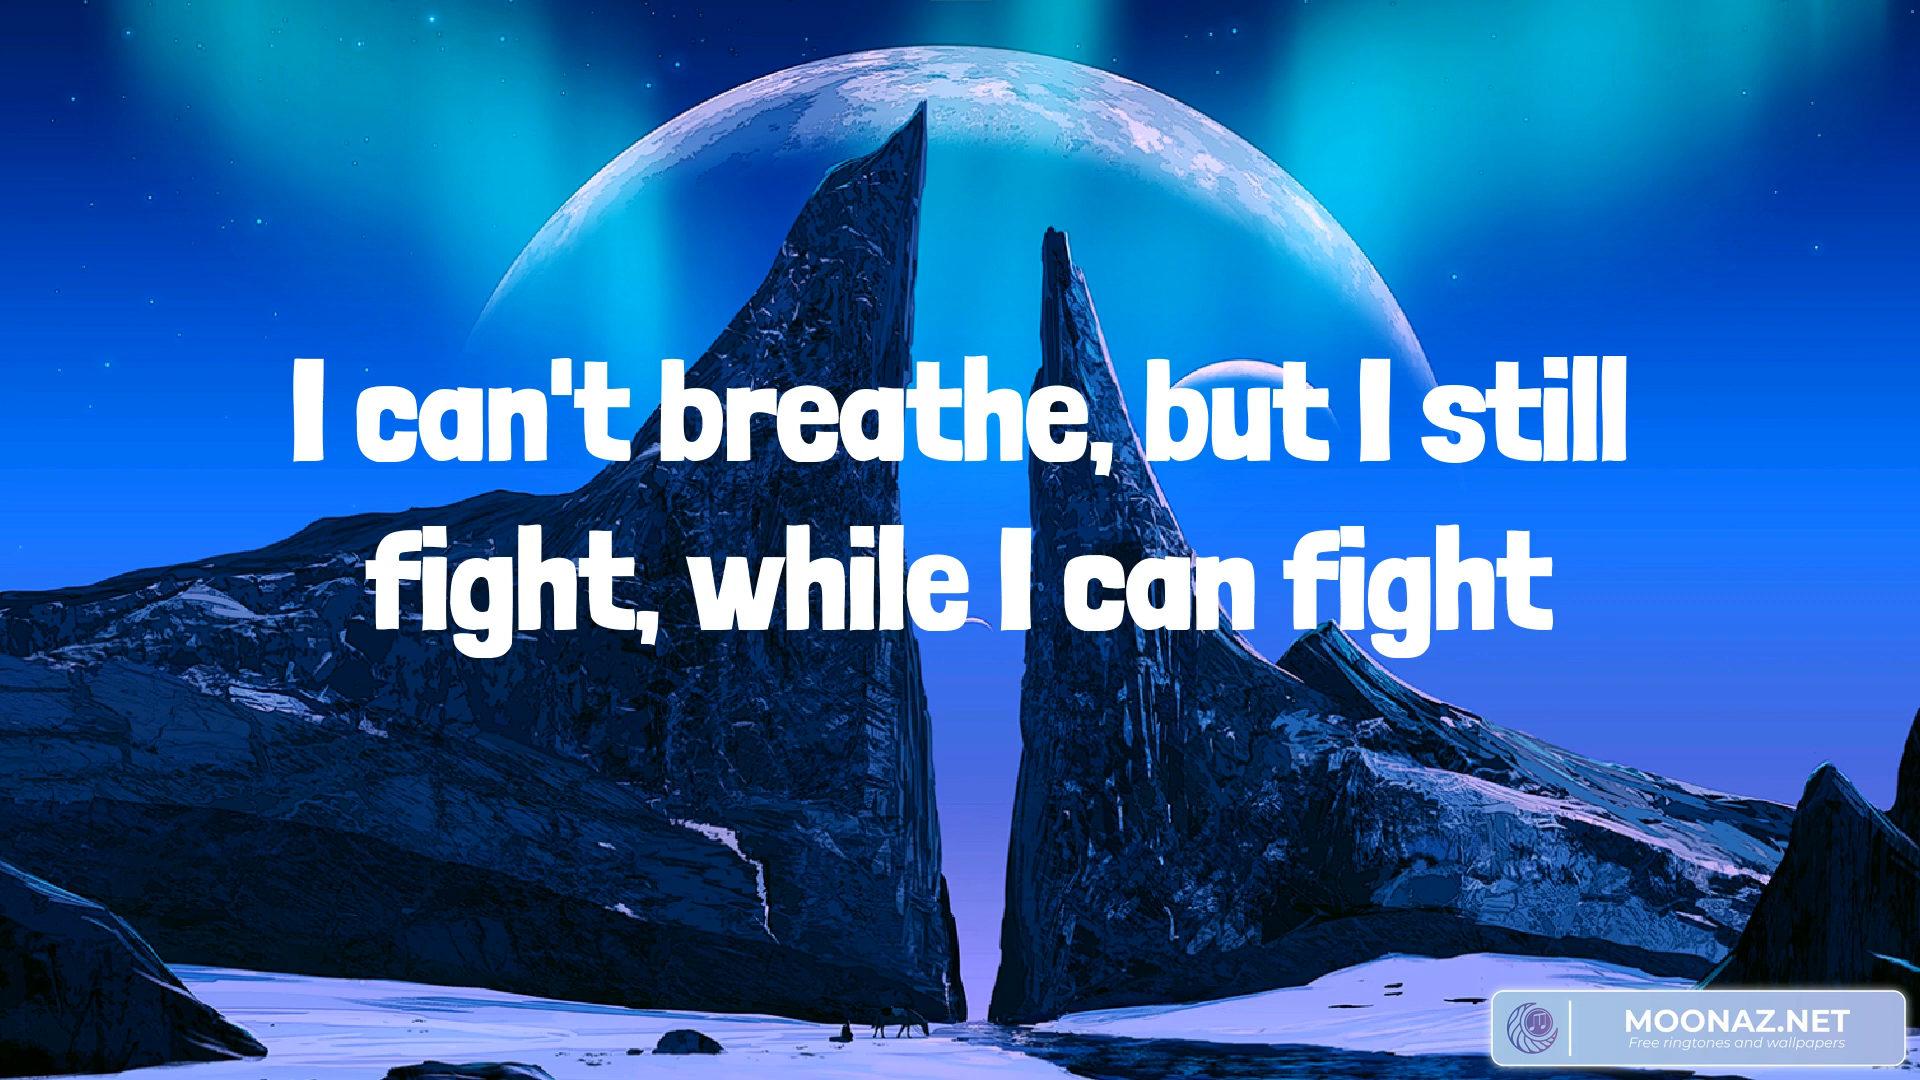 I can't breathe, but I still
fight, while I can fight
MOONAZ.NET
Free ringtones and wallpapers